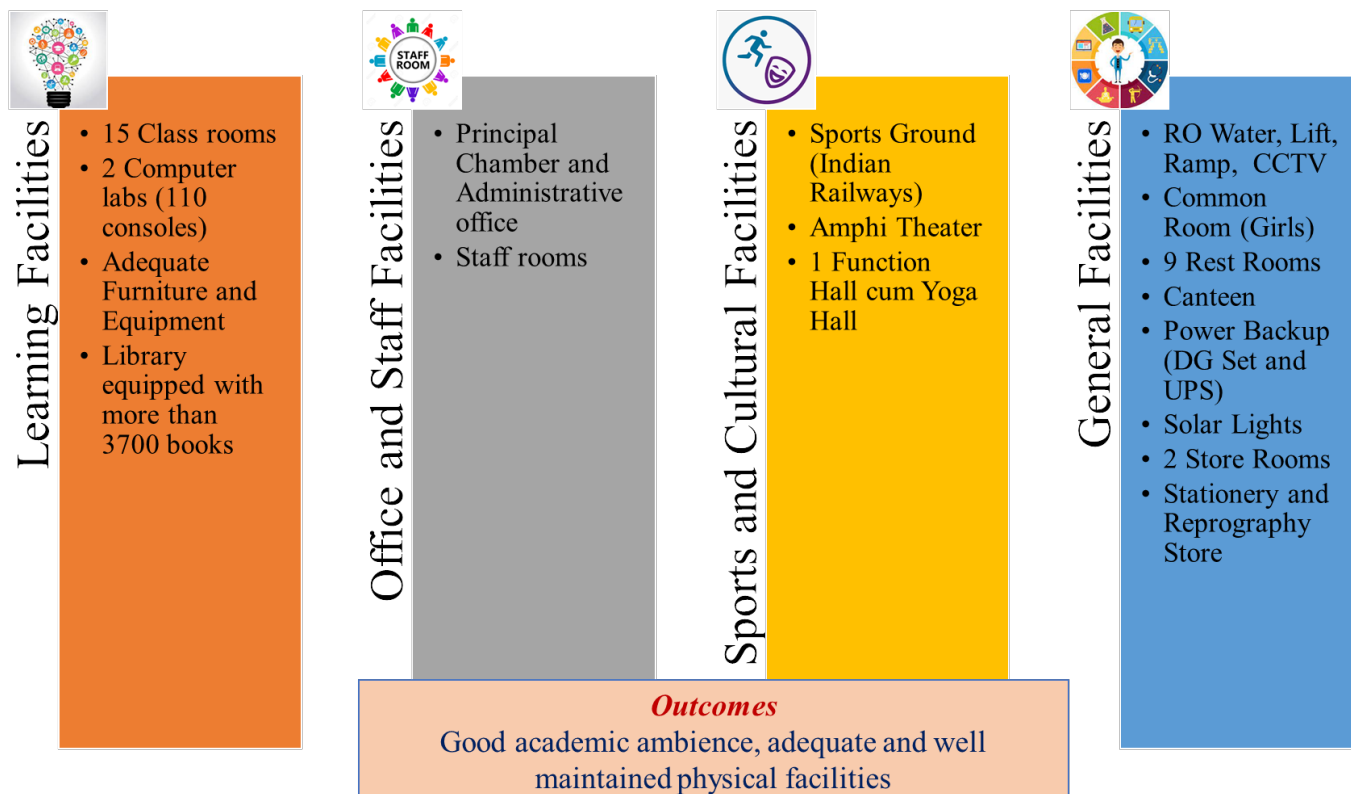 Learning Facilities
• 15 Class rooms
• 2 Computer
labs (110
consoles)
• Adequate
Furniture and
Equipment
• Library
equipped with
more than
3700 books
STAFF
ROOM
Office and Staff Facilities
• Principal
Chamber and
Administrative
office
• Staff rooms
Sports and Cultural Facilities
• Sports Ground
(Indian
Railways)
• Amphi Theater
• 1 Function
Hall cum Yoga
Hall
General Facilities
• RO Water, Lift,
Ramp, CCTV
• Common
Room (Girls)
• 9 Rest Rooms
• Canteen
• Power Backup
(DG Set and
UPS)
• Solar Lights
• 2 Store Rooms
• Stationery and
Reprography
Store
Outcomes
Good academic ambience, adequate and well
maintained physical facilities